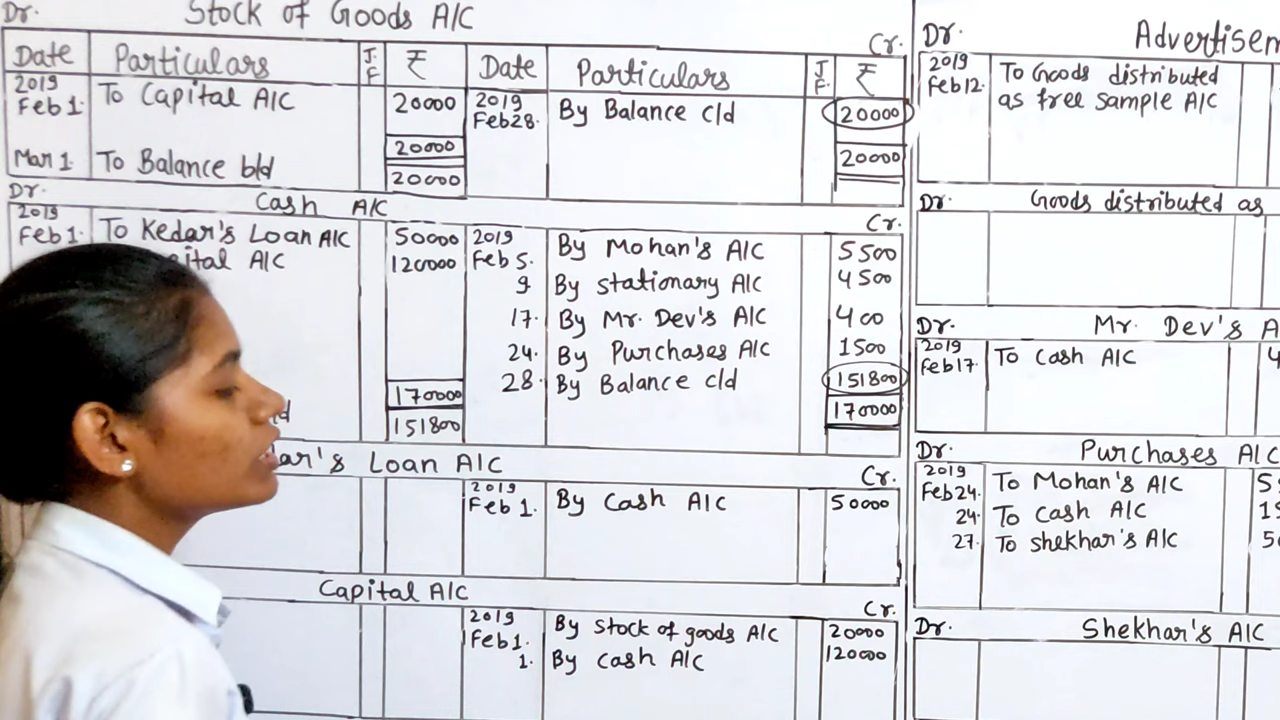 Dr. Stock of Goods A/C Cr.
Date Particulars J.F ₹ Date Particulars J.F. ₹
2019 2019
Feb 1. To Capital A/C 20000 Feb 28. By Balance c/d 20000
20000 20000
Mar 1 To Balance b/d 20000
Dr. Cash A/C Cr.
2019 2019
Feb 1. To Kedar's Loan A/C 50000 Feb 5. By Mohan's A/C 5500
A/C 120000 9 By Stationary A/C 4500
17. By Mr. Dev's A/C 400
24. By Purchases A/C 1500
28. By Balance c/d 151800
170000 170000
151800
Loan A/C Cr.
2019
Feb 1. By Cash A/C 50000
Capital A/C Cr.
2019
Feb 1. By Stock of goods A/C 20000
1. By Cash A/C 120000
Dr.
2019
Feb 12. To Goods distributed
as free sample A/C
Dr. Goods distributed as
Dr. Mr. Dev's
2019
Feb 17. To Cash A/C
Dr. Purchases A/C
2019
Feb 24. To Mohan's A/C
24. To Cash A/C
27. To Shekhar's A/C
Dr. Shekhar's A/C